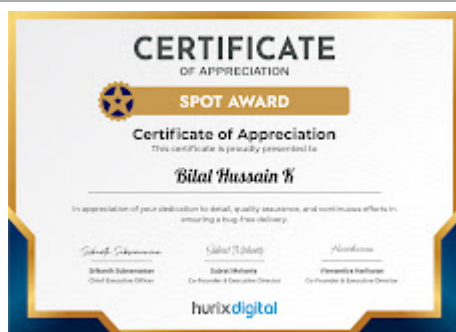 CERTIFICATE
OF APPRECIATION
SPOT AWARD
Certificate of Appreciation
This certificate is proudly presented to
Bilal Hussain K
In appreciation of your dedication to detail, quality assurance, and continuous efforts in
ensuring a bug-free delivery.
Srikanth Subramanian Subrat Mohanty
Chief Executive Officer Co-Founder & Executive Director Co-Founder & Executive Director
hurixdigital